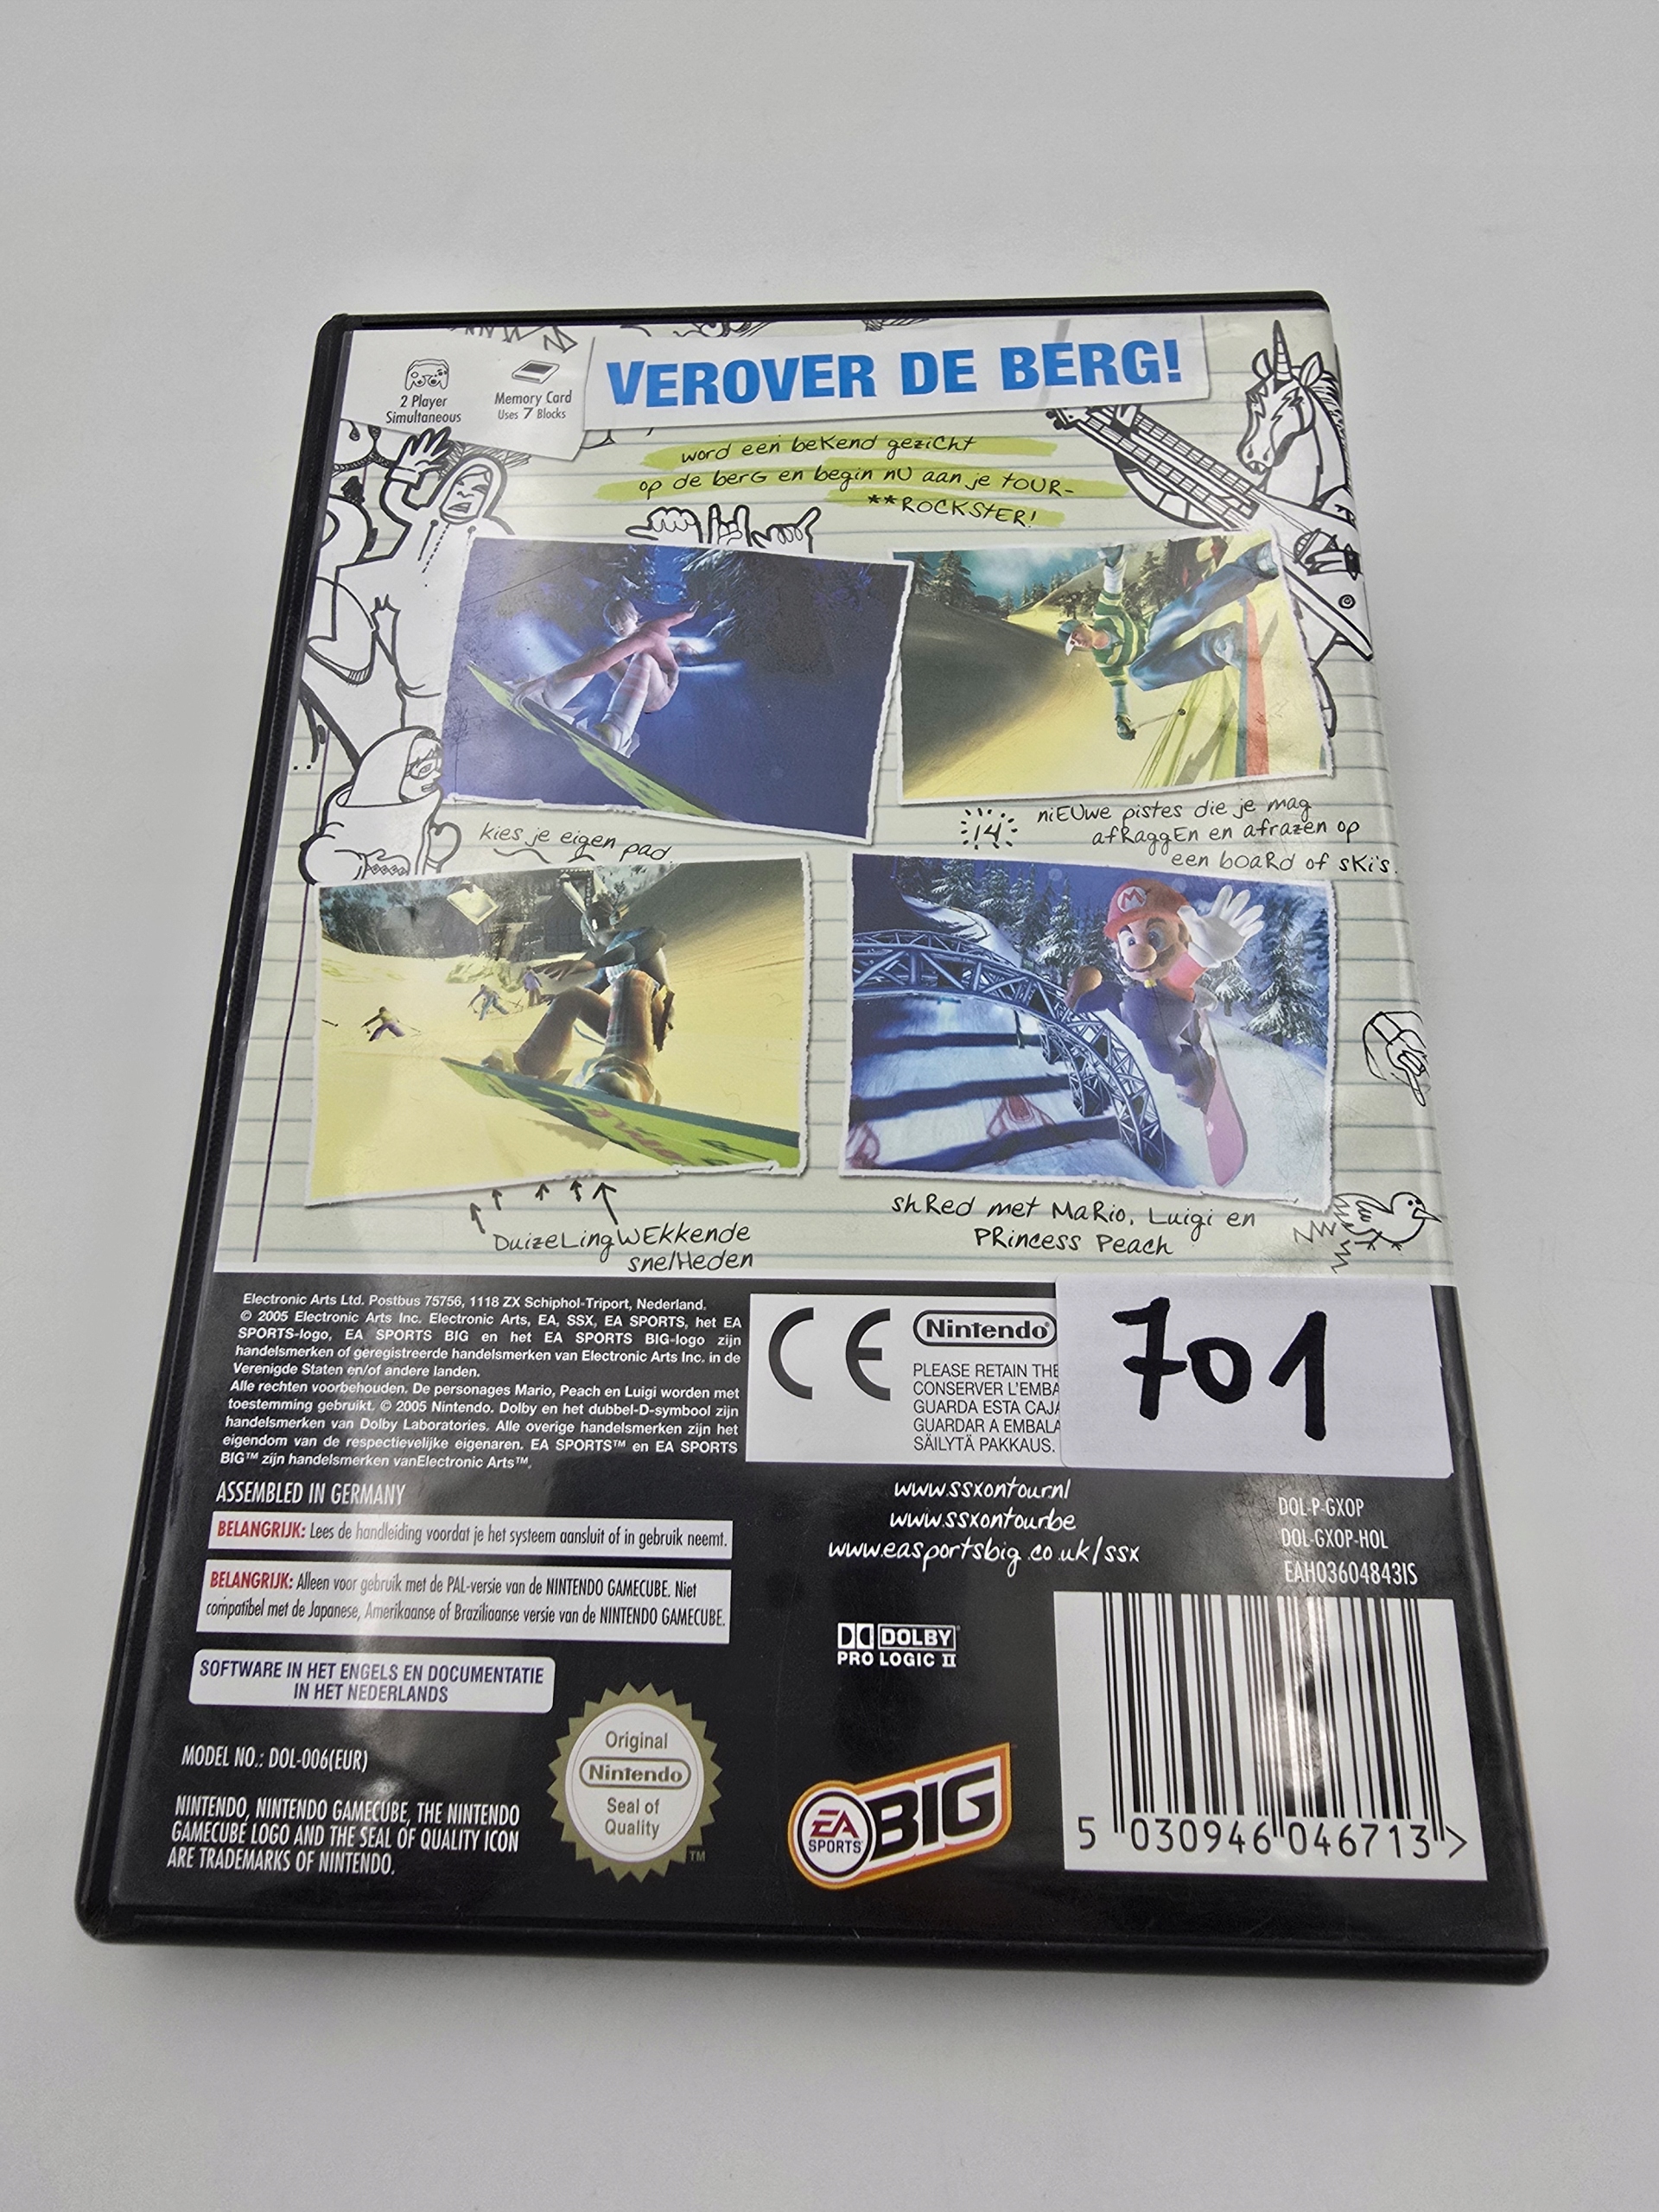 2 Player
Simultaneous
Memory Card
Uses 7 Blocks
VEROVER DE BERG!
word een beKend geziCht
op de berG en begin nU aan je tOUR-
**ROCKSTER!
kies je eigen pad
14
niEUwe pistes die je mag
afRaggEn en afrazen op
een boaRd of sKi's.
DuizeLingWEkkende
snelHeden
shRed met MaRio, Luigi en
PRincess Peach
Electronic Arts Ltd. Postbus 75756, 1118 ZX Schiphol-Triport, Nederland.
© 2005 Electronic Arts Inc. Electronic Arts, EA, SSX, EA SPORTS, het EA
SPORTS-logo, EA SPORTS BIG en het EA SPORTS BIG-logo zijn
handelsmerken of geregistreerde handelsmerken van Electronic Arts Inc. in de
Verenigde Staten en/of andere landen.
Alle rechten voorbehouden. De personages Mario, Peach en Luigi worden met
toestemming gebruikt. © 2005 Nintendo. Dolby en het dubbel-D-symbool zijn
handelsmerken van Dolby Laboratories. Alle overige handelsmerken zijn het
eigendom van de respectievelijke eigenaren. EA SPORTS™ en EA SPORTS
BIG™ zijn handelsmerken vanElectronic Arts™.
CE
Nintendo®
PLEASE RETAIN THE
CONSERVER L'EMBA
GUARDA ESTA CAJA
GUARDAR A EMBALA
SÄILYTÄ PAKKAUS.
701
ASSEMBLED IN GERMANY
BELANGRIJK: Lees de handleiding voordat je het systeem aansluit of in gebruik neemt.
BELANGRIJK: Alleen voor gebruik met de PAL-versie van de NINTENDO GAMECUBE. Niet
compatibel met de Japanese, Amerikaanse of Braziliaanse versie van de NINTENDO GAMECUBE.
SOFTWARE IN HET ENGELS EN DOCUMENTATIE
IN HET NEDERLANDS
www.ssxontour.nl
www.ssxontour.be
www.easportsbig.co.uk/ssx
DOL-P-GXOP
DOL-GXOP-HOL
EAH03604843IS
DOLBY
PRO LOGIC II
MODEL NO.: DOL-006(EUR)
NINTENDO, NINTENDO GAMECUBE, THE NINTENDO
GAMECUBE LOGO AND THE SEAL OF QUALITY ICON
ARE TRADEMARKS OF NINTENDO.
Original
Nintendo
Seal of
Quality
TM
EA
SPORTS
BIG
5 030946 046713 >